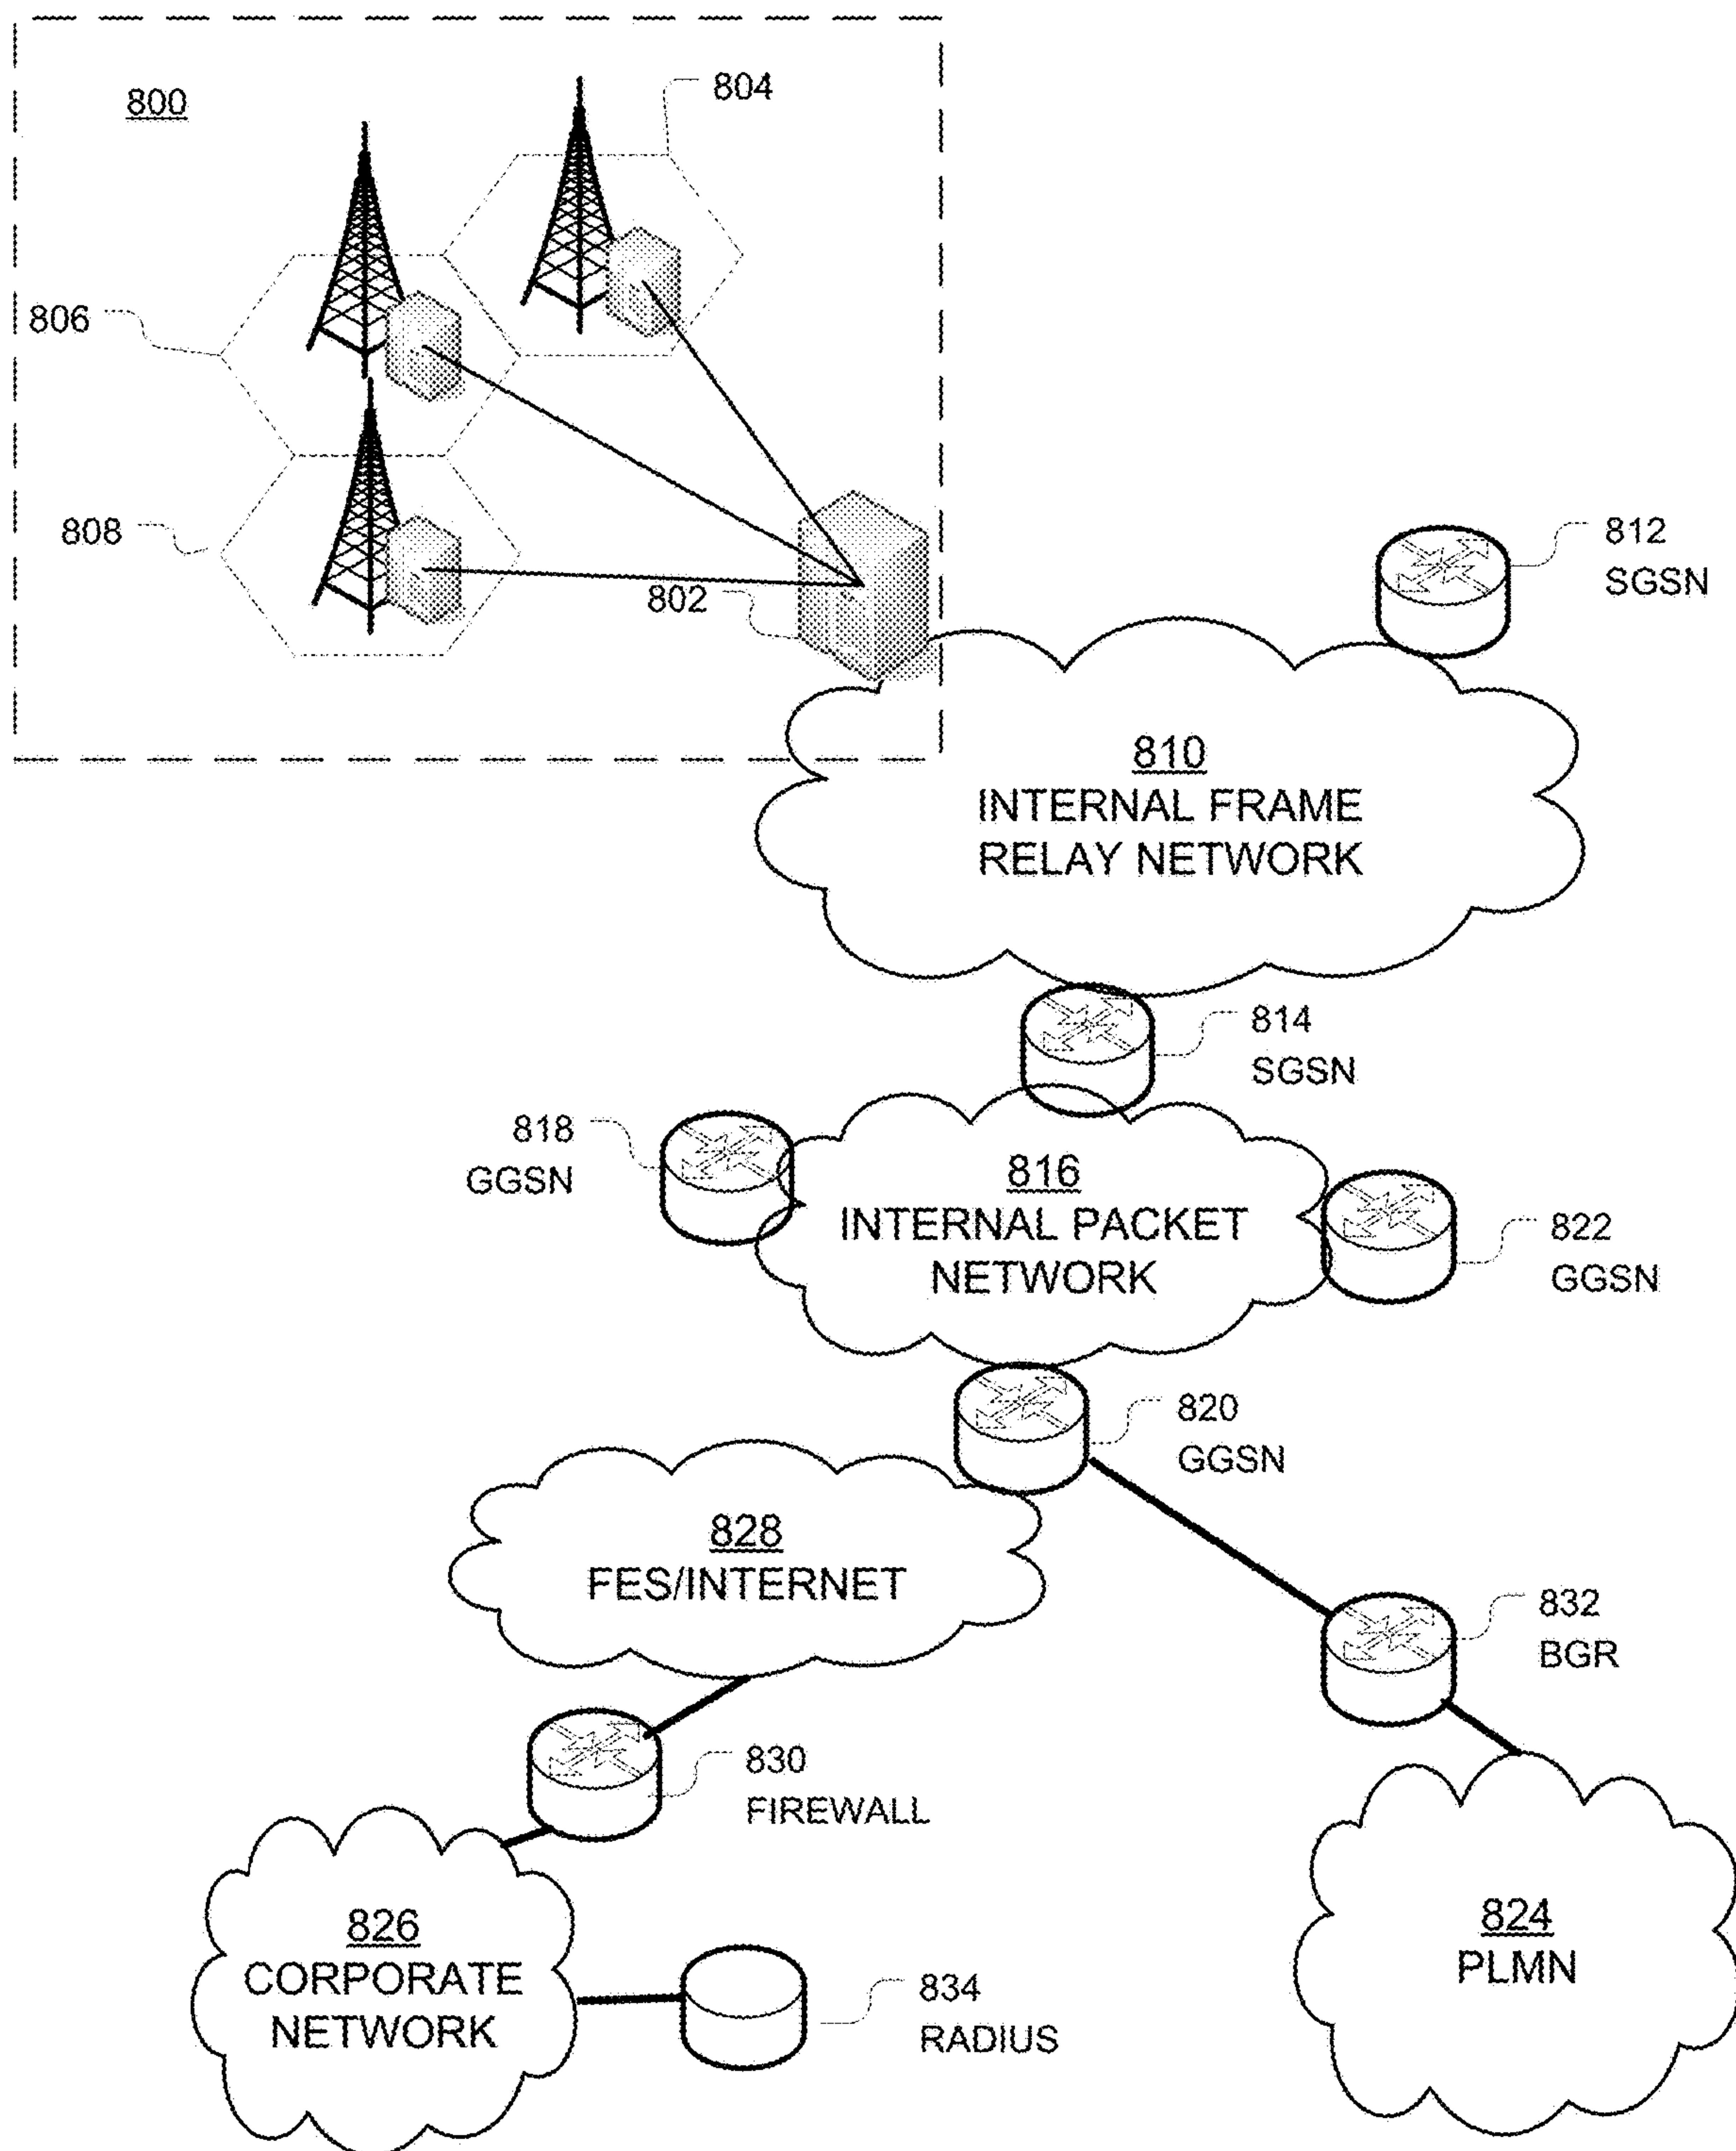 800
804
806
808
802
812
SGSN
810
INTERNAL FRAME
RELAY NETWORK
814
SGSN
818
GGSN
816
INTERNAL PACKET
NETWORK
822
GGSN
820
GGSN
828
FES/INTERNET
832
BGR
830
FIREWALL
826
CORPORATE
NETWORK
824
PLMN
834
RADIUS